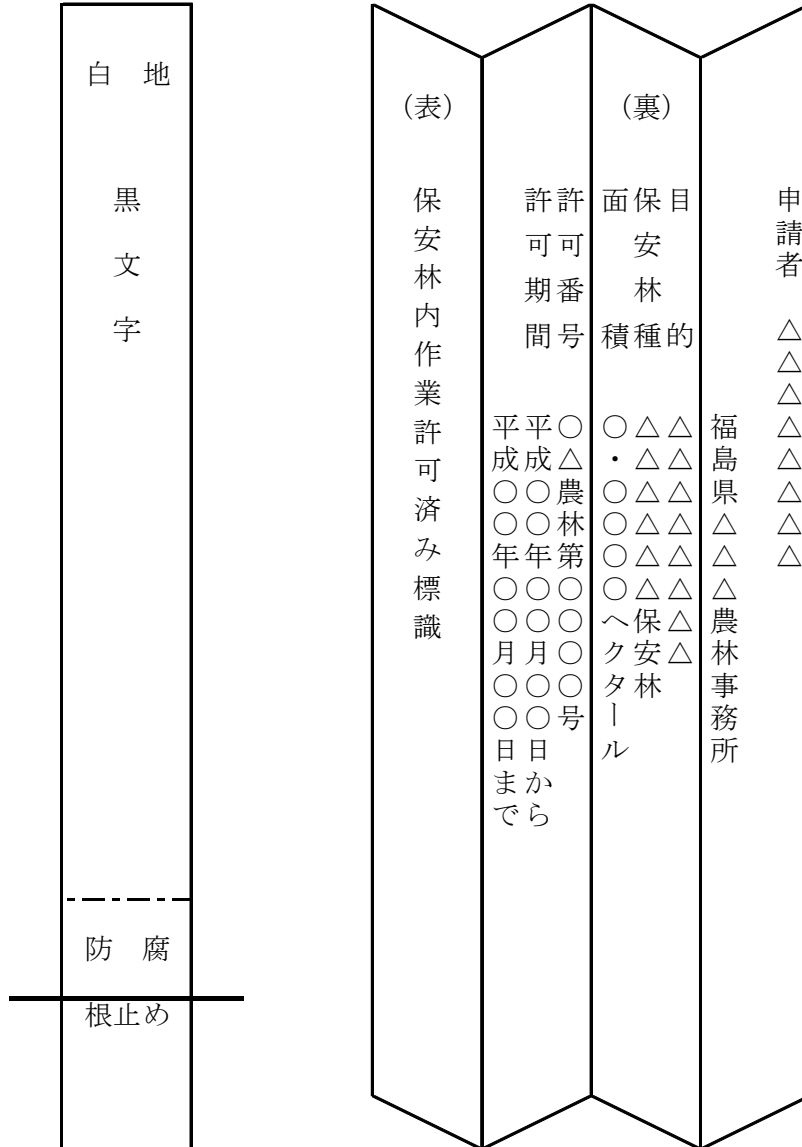 白　地
黒文字
防　腐
根止め
（表）
保安林内作業許可済み標識
許可番号　○△農林第○○○○号
許可期間　平成○○年○○月○○日から
平成○○年○○月○○日まで
（裏）
目的　△△△△△△△△
保安林種　△△△△△△保安林
面積　○・○○○○ヘクタール
申請者　△△△△△△△△
福島県△△△農林事務所